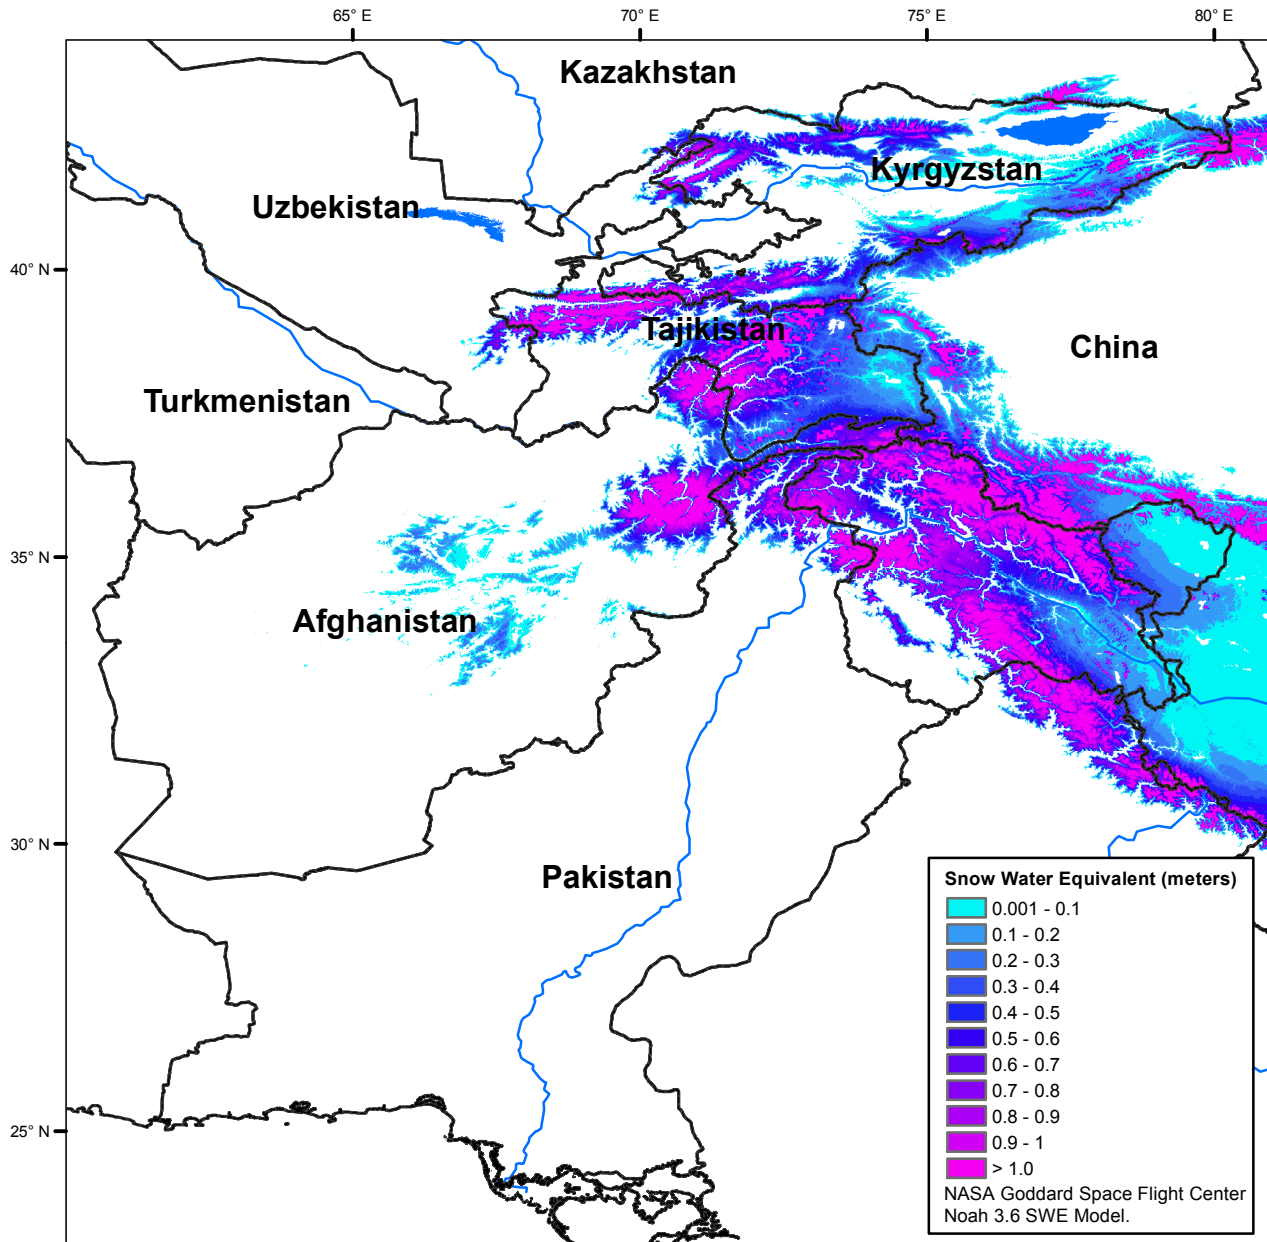 65° E
70° E
75° E
80° E
Kazakhstan
Kyrgyzstan
Uzbekistan
40° N
Tajikistan
China
Turkmenistan
35° N
Afghanistan
30° N
Pakistan
25° N
Snow Water Equivalent (meters)
0.001 - 0.1
0.1 - 0.2
0.2 - 0.3
0.3 - 0.4
0.4 - 0.5
0.5 - 0.6
0.6 - 0.7
0.7 - 0.8
0.8 - 0.9
0.9 - 1
> 1.0
NASA Goddard Space Flight Center
Noah 3.6 SWE Model.